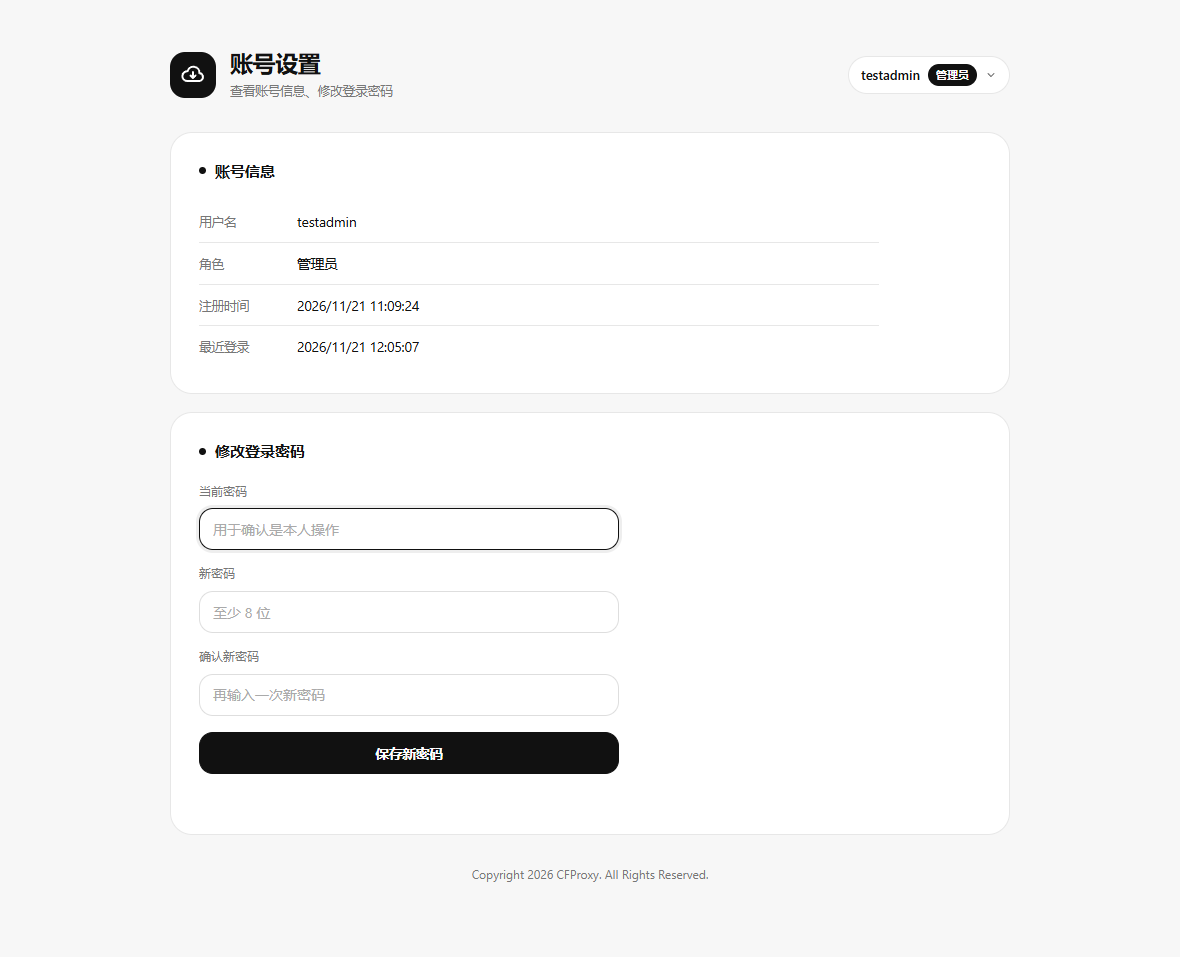 账号设置
查看账号信息、修改登录密码
testadmin 管理员
账号信息
用户名 testadmin
角色 管理员
注册时间 2026/11/21 11:09:24
最近登录 2026/11/21 12:05:07
修改登录密码
当前密码
用于确认是本人操作
新密码
至少 8 位
确认新密码
再输入一次新密码
保存新密码
Copyright 2026 CFProxy. All Rights Reserved.